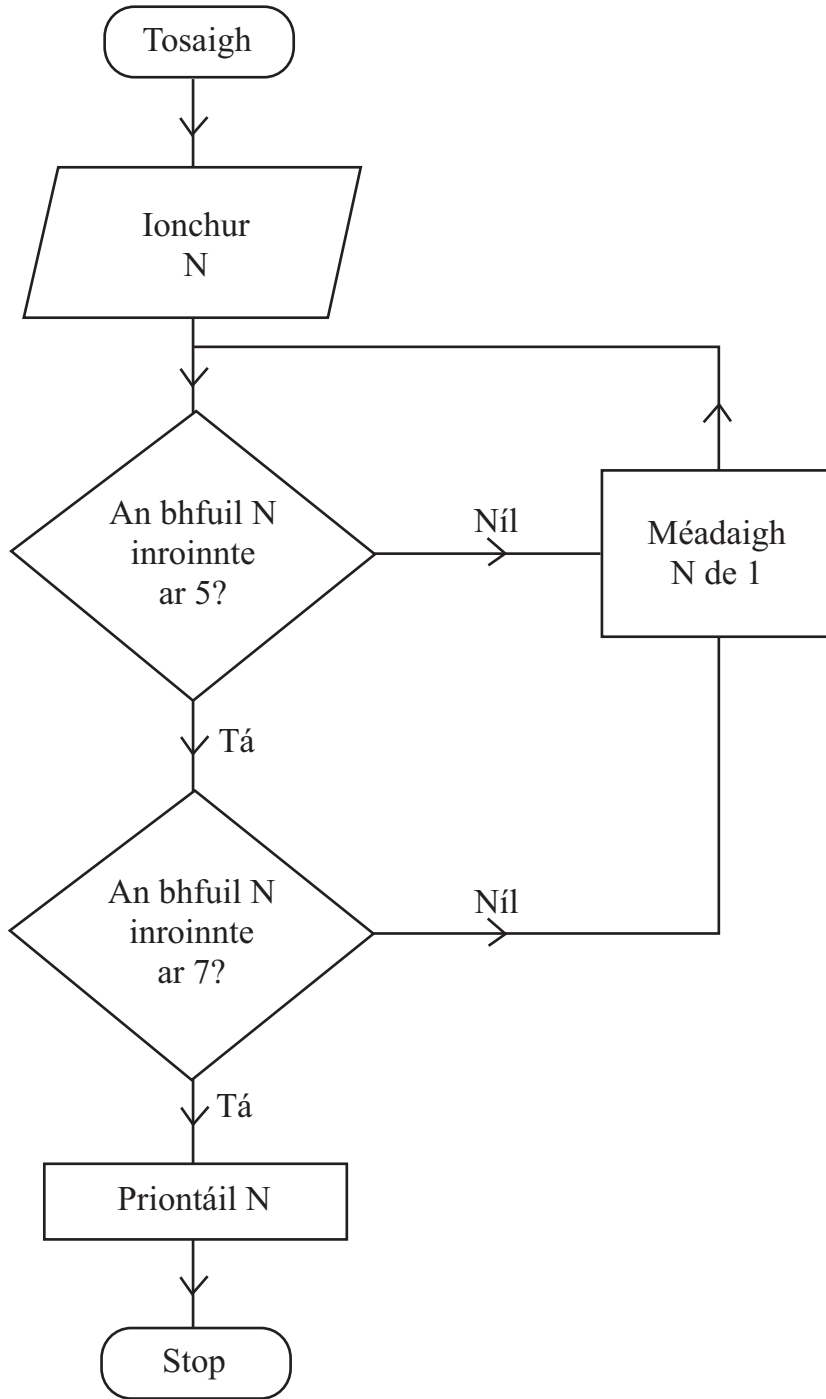 Tosaigh
Ionchur
N
An bhfuil N
inroinnte
ar 5?
Níl
Méadaigh
N de 1
Tá
An bhfuil N
inroinnte
ar 7?
Níl
Tá
Priontáil N
Stop